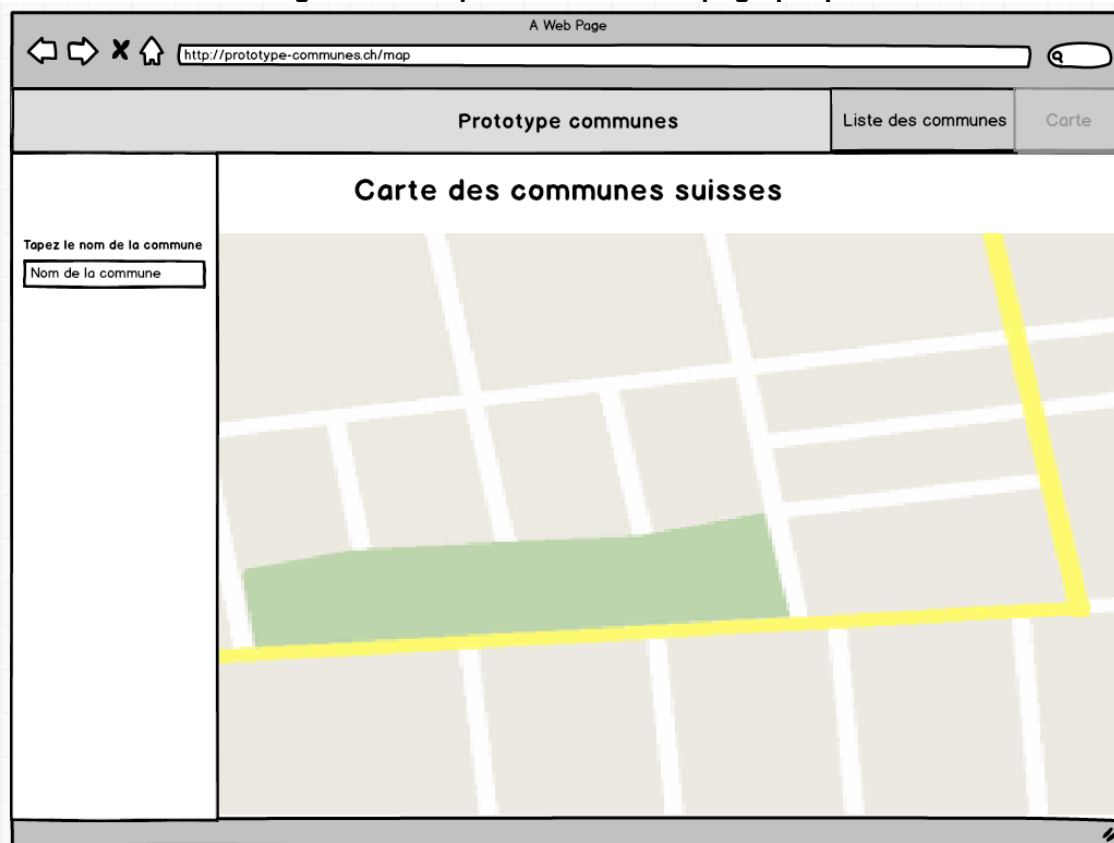 A Web Page
http://prototype-communes.ch/map
Prototype communes
Liste des communes
Carte
Carte des communes suisses
Tapez le nom de la commune
Nom de la commune